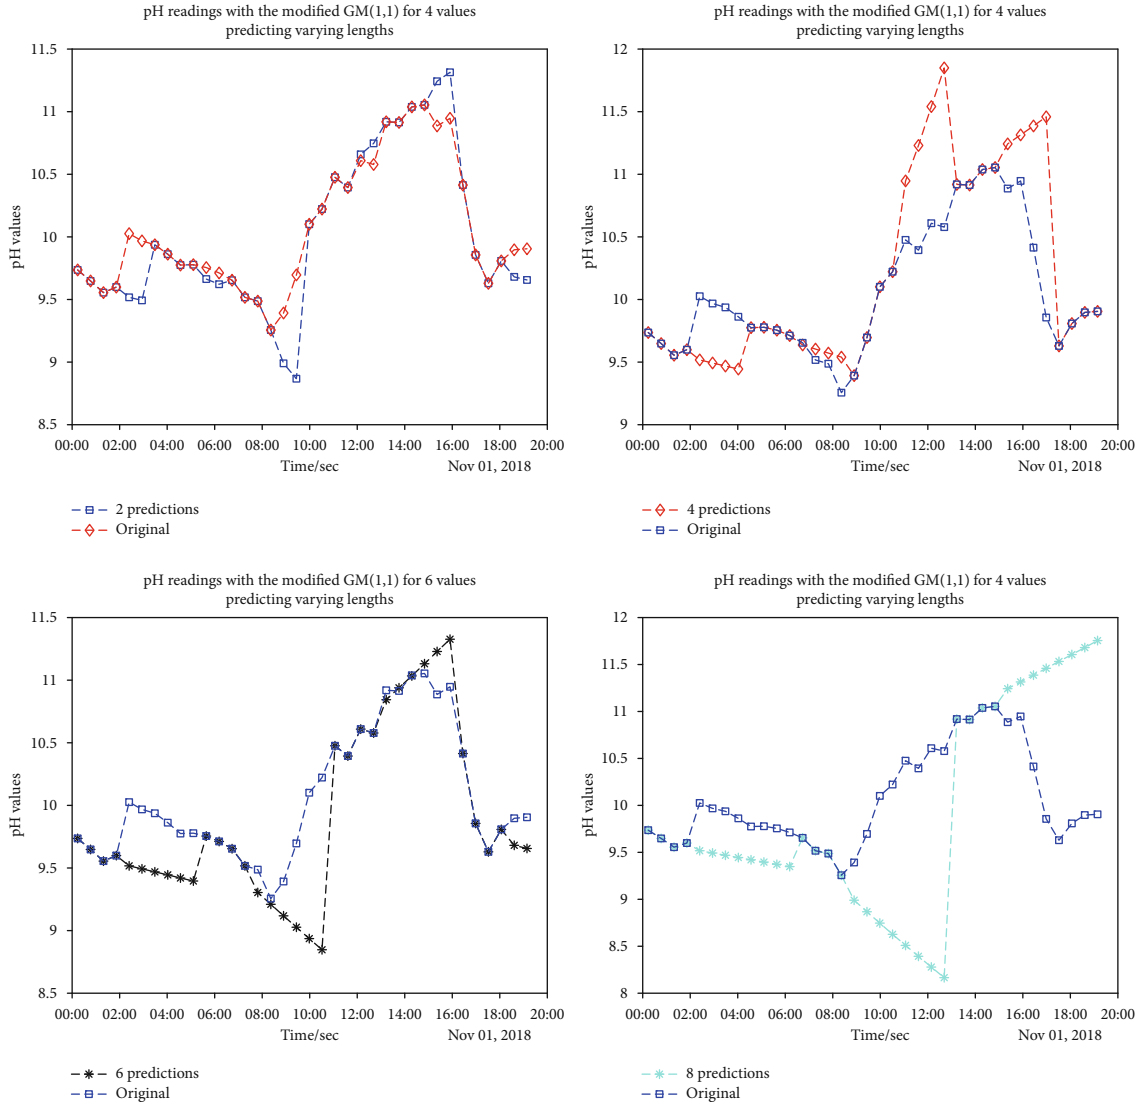 pH readings with the modified GM(1,1) for 4 values
predicting varying lengths
11.5
11
10.5
10
9.5
9
8.5
pH values
00:00 02:00 04:00 06:00 08:00 10:00 12:00 14:00 16:00 18:00 20:00
Time/sec
Nov 01, 2018
2 predictions
Original
pH readings with the modified GM(1,1) for 4 values
predicting varying lengths
12
11.5
11
10.5
10
9.5
9
pH values
00:00 02:00 04:00 06:00 08:00 10:00 12:00 14:00 16:00 18:00 20:00
Time/sec
Nov 01, 2018
4 predictions
Original
pH readings with the modified GM(1,1) for 6 values
predicting varying lengths
11.5
11
10.5
10
9.5
9
8.5
pH values
00:00 02:00 04:00 06:00 08:00 10:00 12:00 14:00 16:00 18:00 20:00
Time/sec
Nov 01, 2018
6 predictions
Original
pH readings with the modified GM(1,1) for 4 values
predicting varying lengths
12
11.5
11
10.5
10
9.5
9
8.5
8
pH values
00:00 02:00 04:00 06:00 08:00 10:00 12:00 14:00 16:00 18:00 20:00
Time/sec
Nov 01, 2018
8 predictions
Original